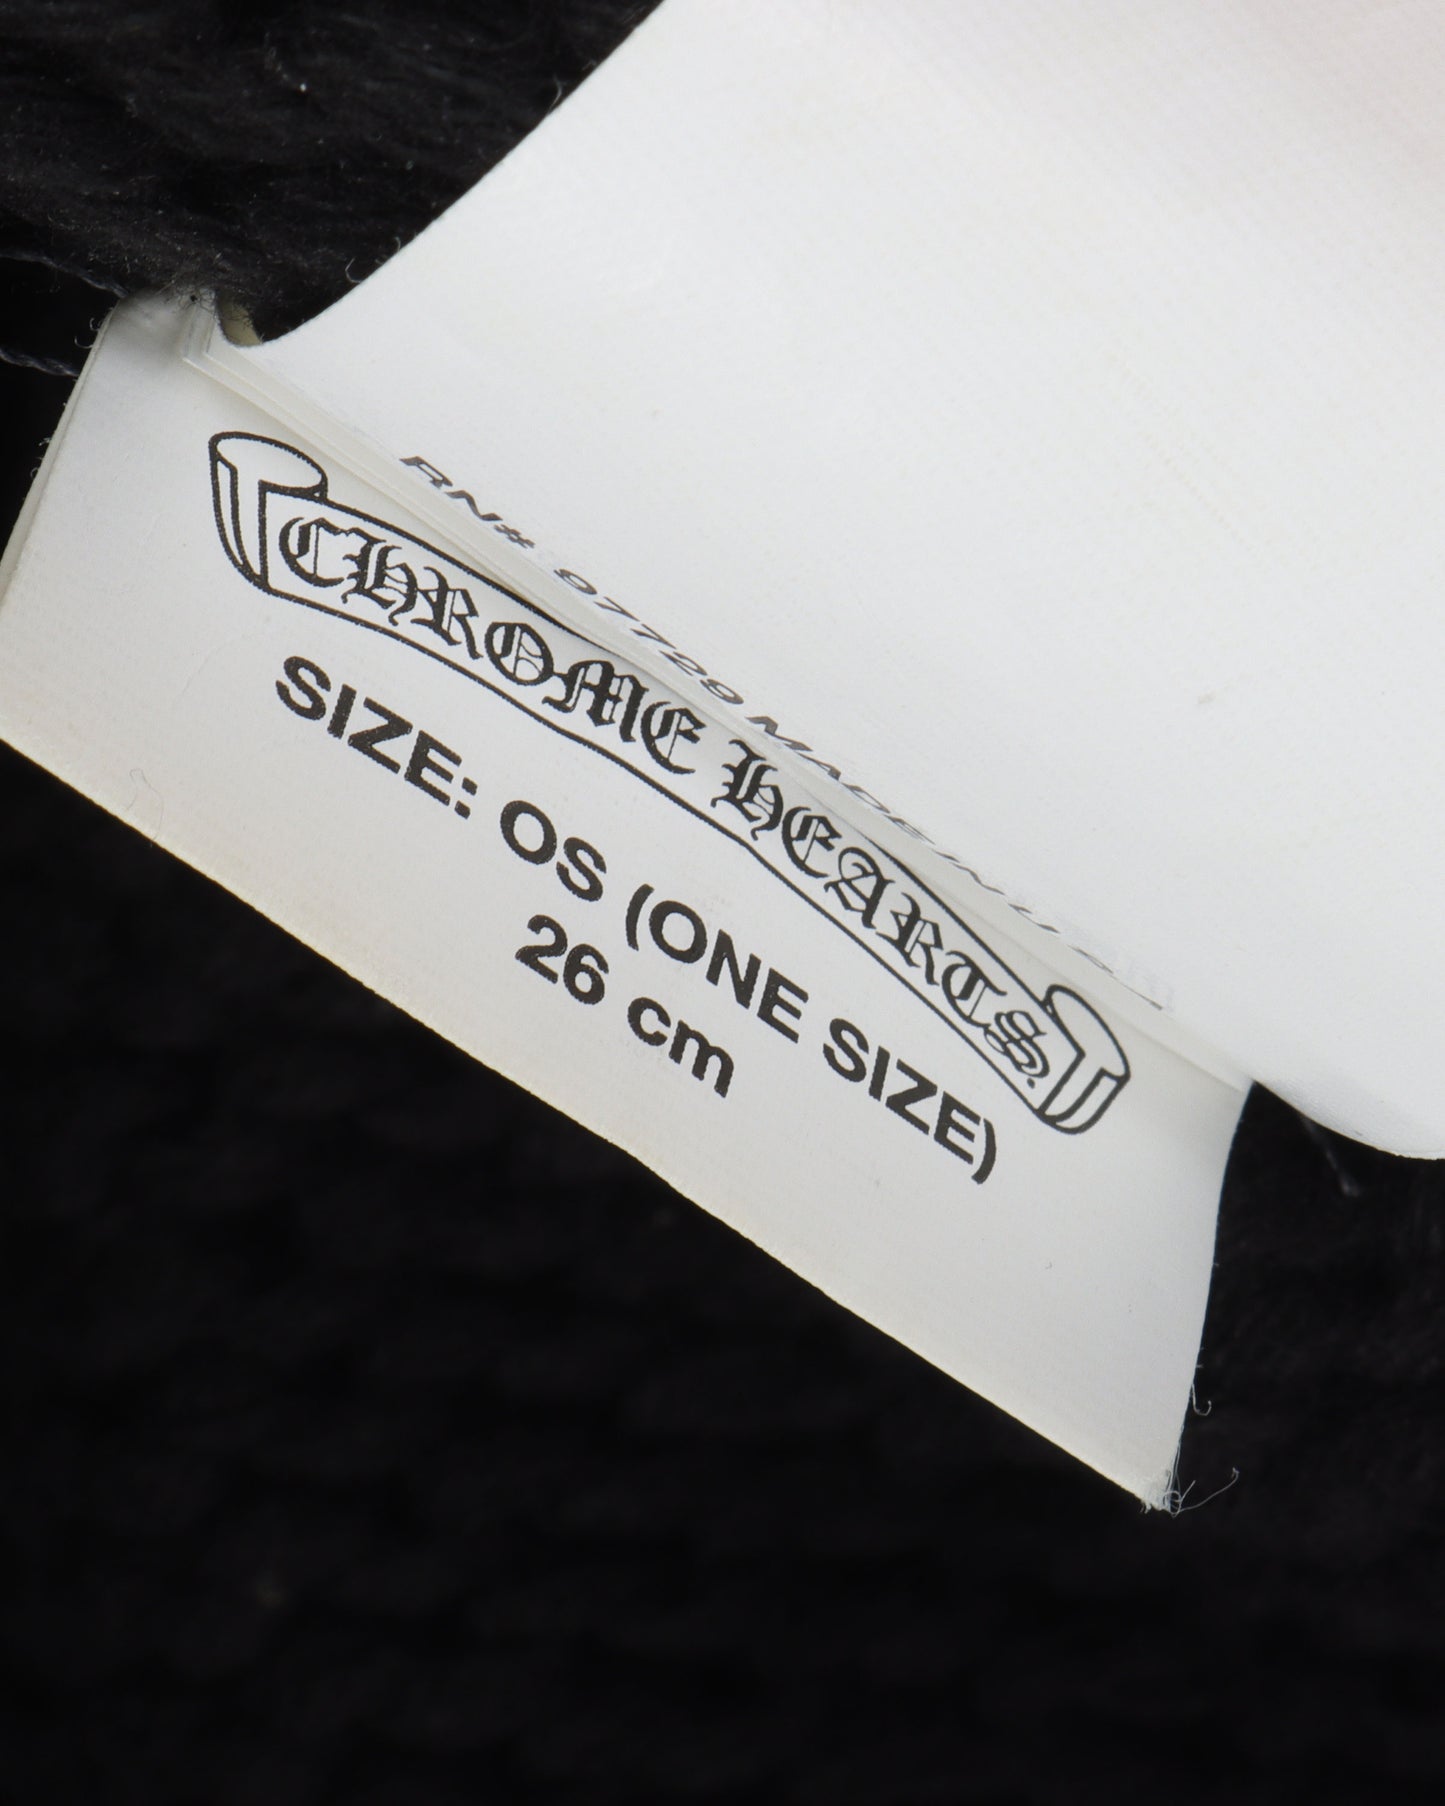 RN# 97729 MADE IN U
CHROME HEARTS
SIZE: OS (ONE SIZE)
26 cm